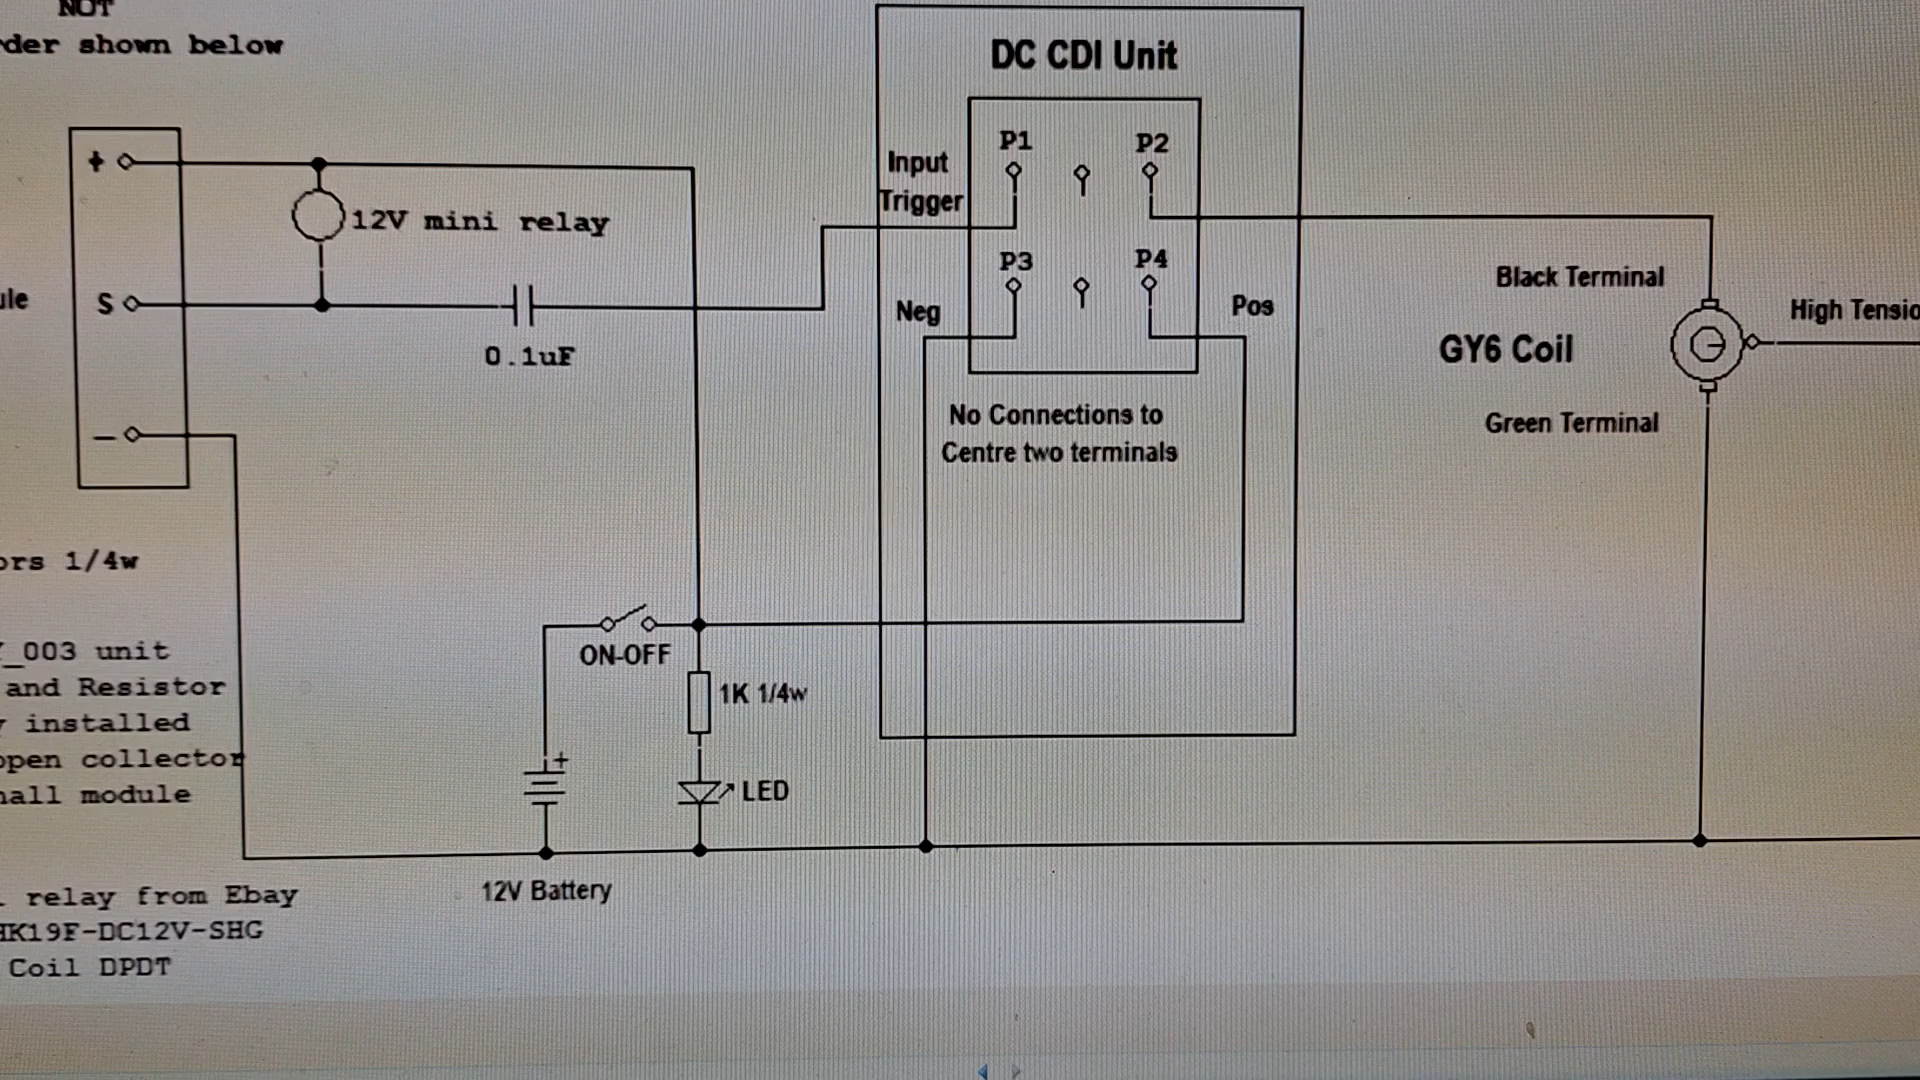 NOT
der shown below
DC CDI Unit
P1
P2
Input
Trigger
+
12V mini relay
P3
P4
S
Neg
Pos
0.1uF
Black Terminal
High Tensio
GY6 Coil
Green Terminal
No Connections to
Centre two terminals
–
ors 1/4w
_003 unit
and Resistor
installed
open collector
module
ON-OFF
1K 1/4w
+
LED
12V Battery
relay from Ebay
HK19F-DC12V-SHG
Coil DPDT